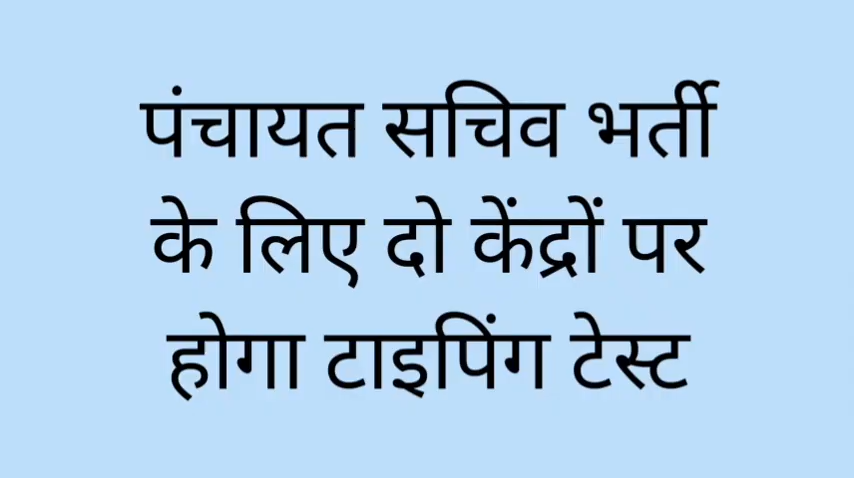 पंचायत सचिव भर्ती
के लिए दो केंद्रों पर
होगा टाइपिंग टेस्ट